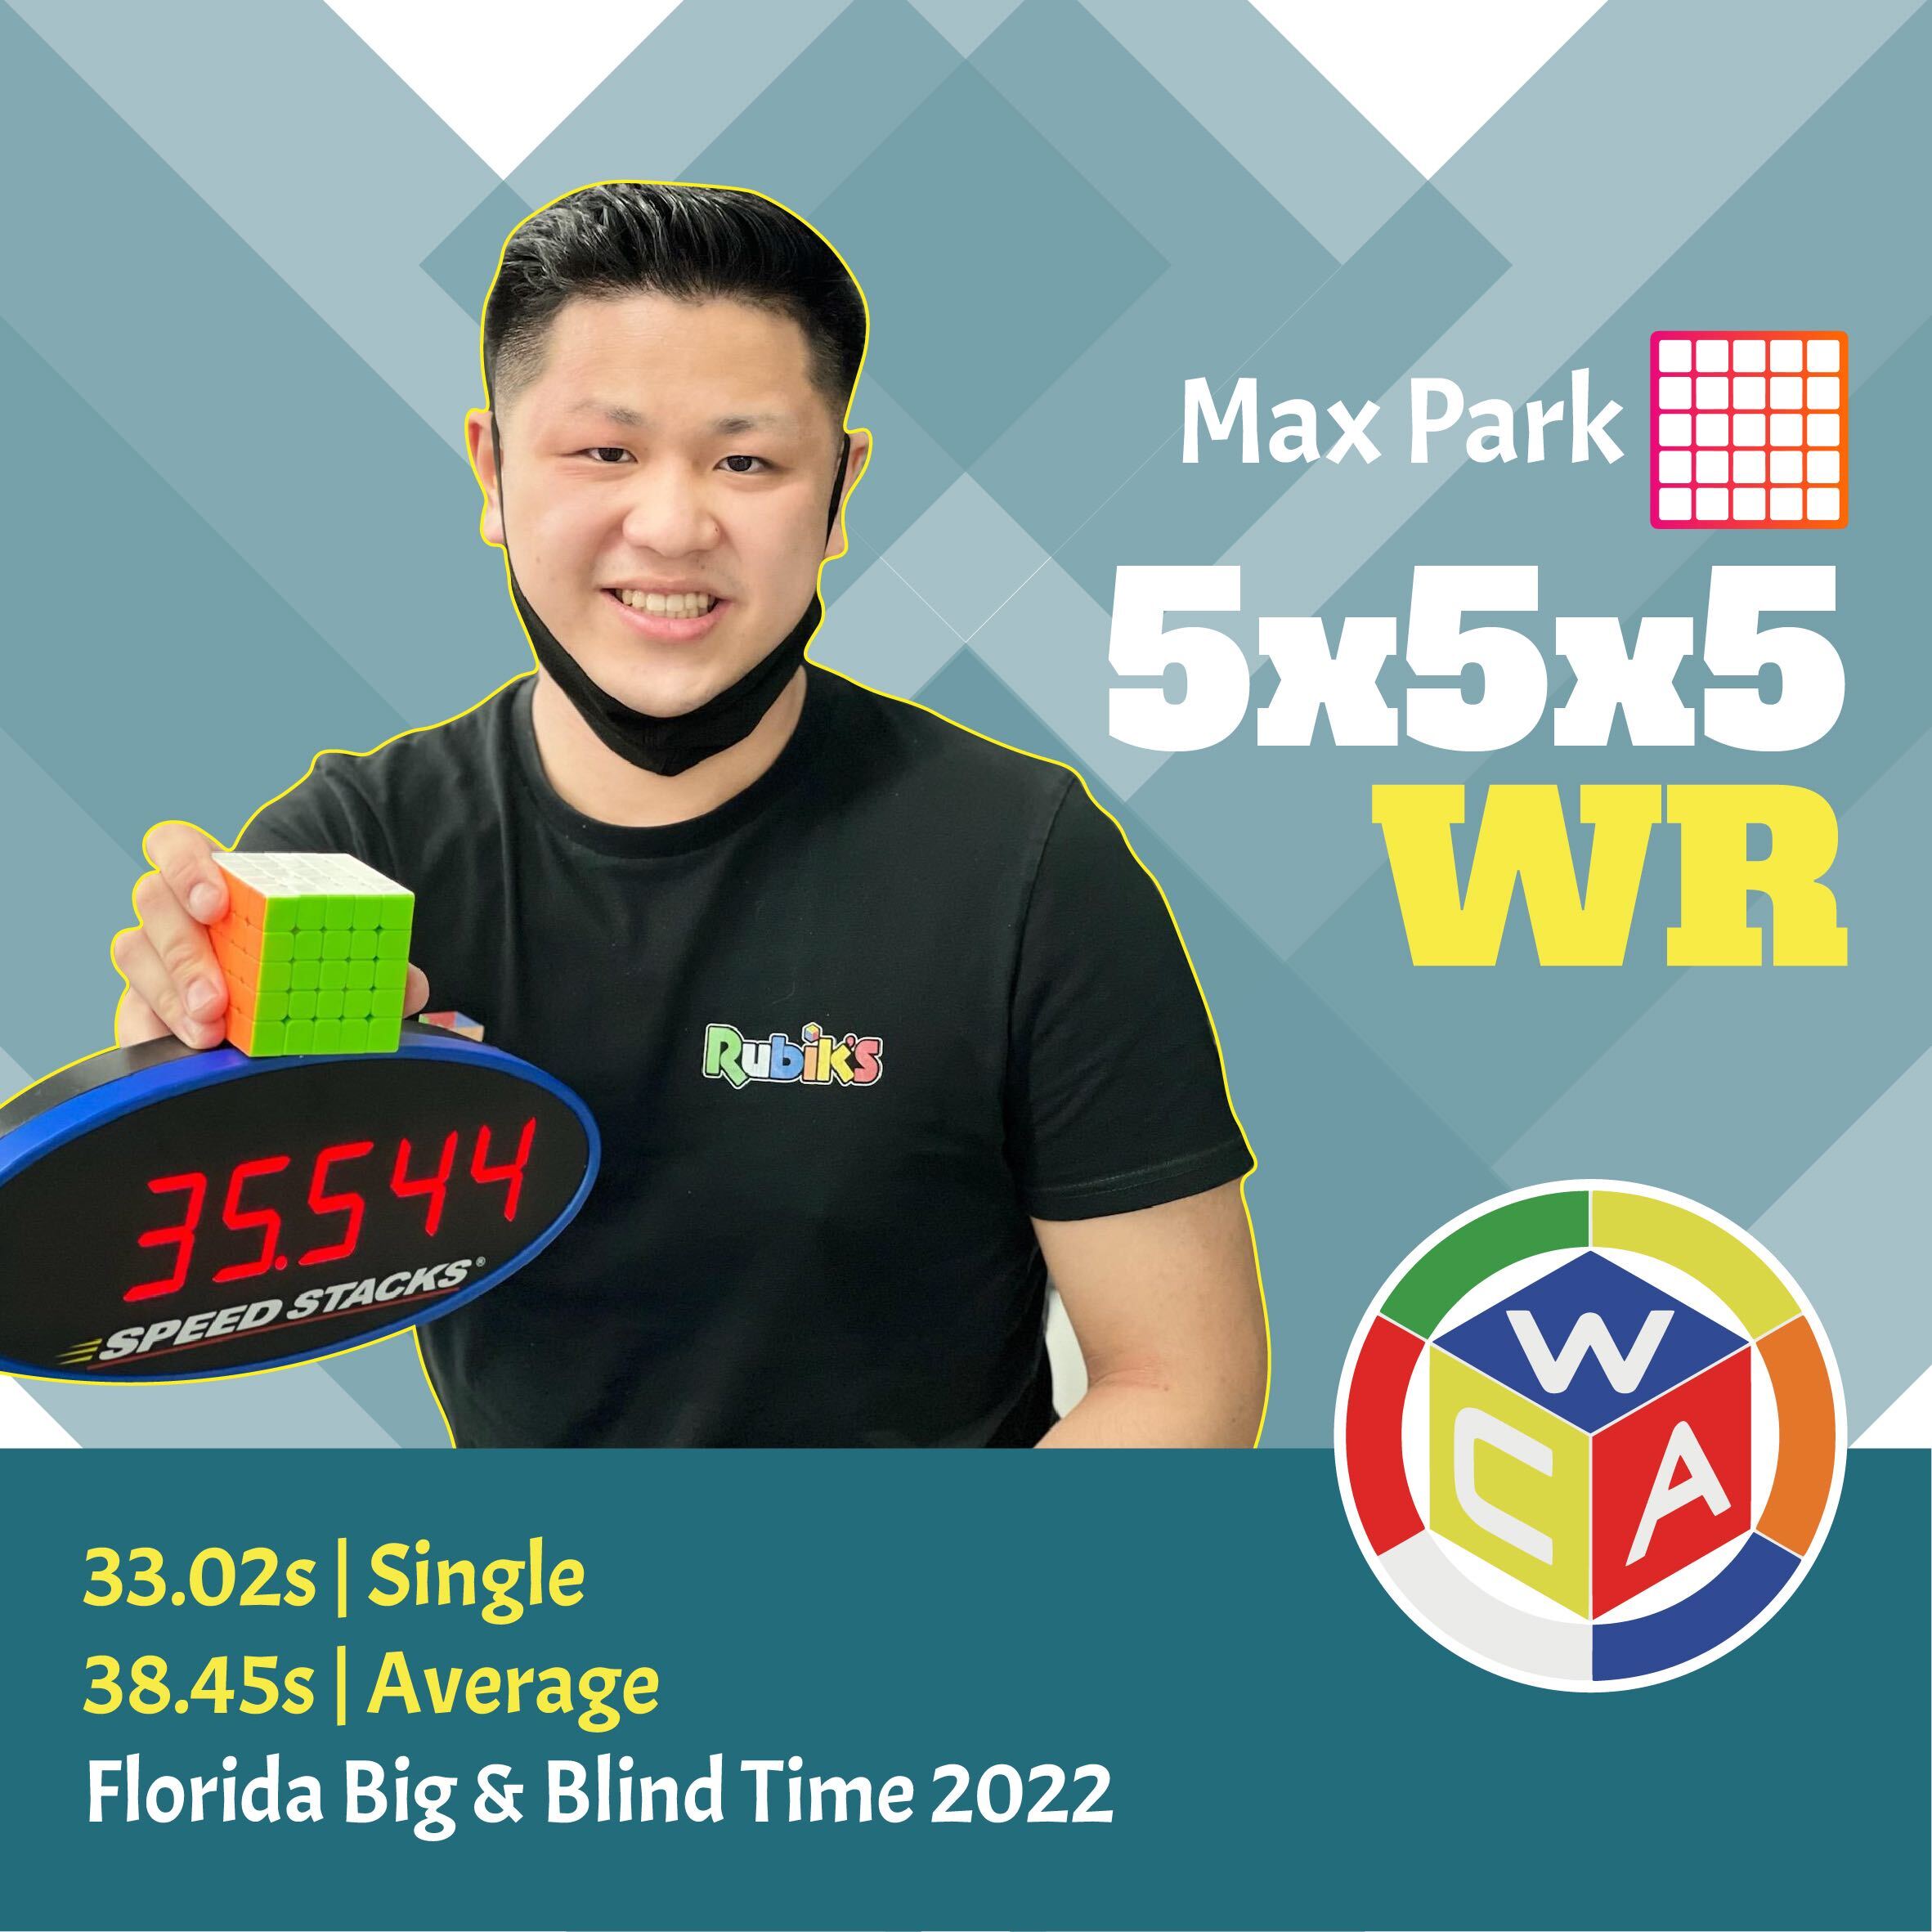 Max Park
5x5x5
WR
Rubik's
35.544
SPEED STACKS®
W
C
A
33.02s | Single
38.45s | Average
Florida Big & Blind Time 2022